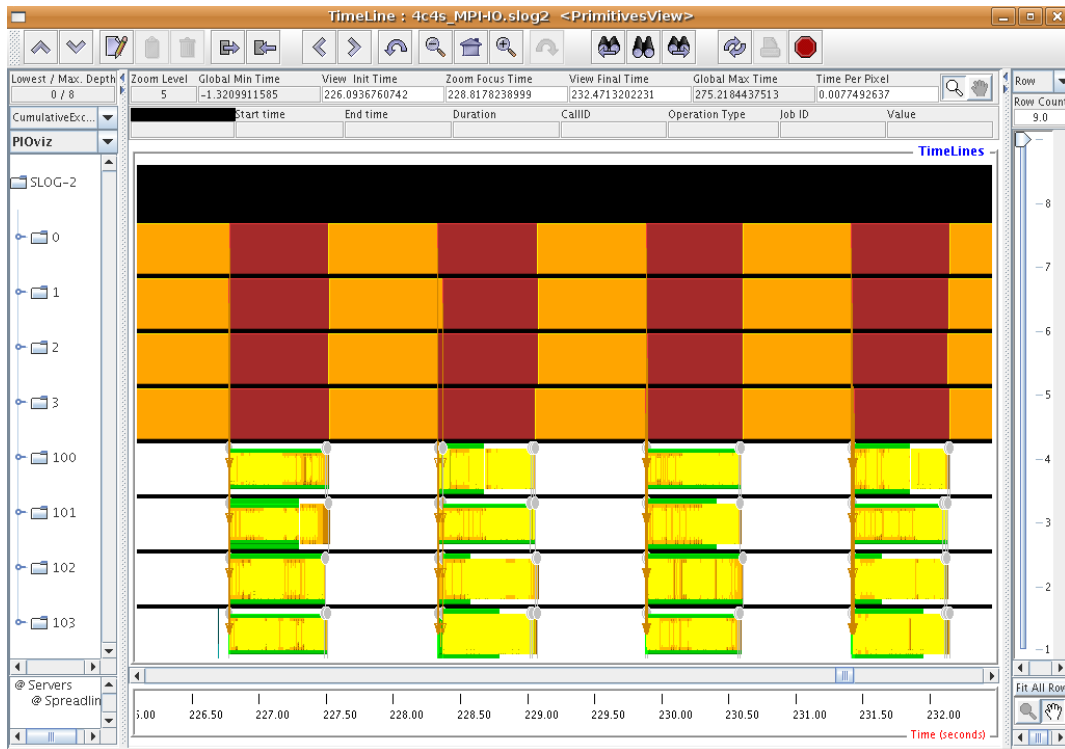 TimeLine : 4c4s_MPI-IO.slog2 <PrimitivesView>
Lowest / Max. Depth Zoom Level Global Min Time View Init Time Zoom Focus Time View Final Time Global Max Time Time Per Pixel Row
0 / 8 5 -1.3209911585 226.0936760742 228.8178238999 232.4713202231 275.2184437513 0.0077492637
Row Count
CumulativeExc... Start time End time Duration CallID Operation Type Job ID Value 9.0
PIOviz
TimeLines
SLOG-2
8
0
7
1
6
2
5
3
4
100
3
101
2
102
1
103
@ Servers
@ Spreadlin
Fit All Row
5.00 226.50 227.00 227.50 228.00 228.50 229.00 229.50 230.00 230.50 231.00 231.50 232.00
Time (seconds)